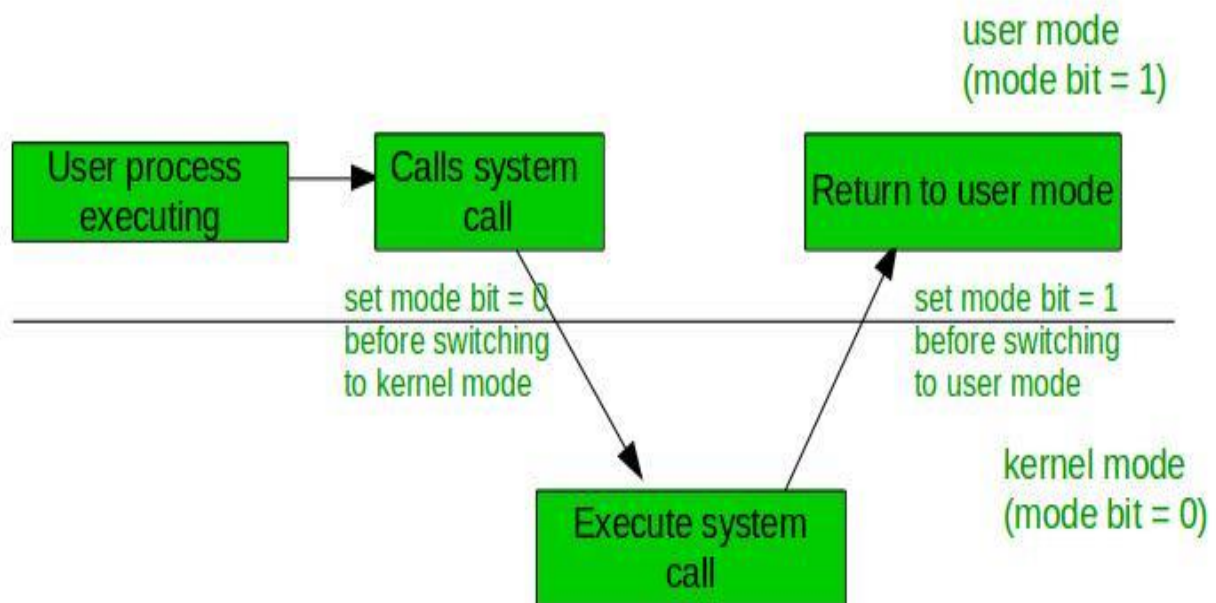 user mode
(mode bit = 1)
User process
executing
Calls system
call
Return to user mode
set mode bit = 0
before switching
to kernel mode
set mode bit = 1
before switching
to user mode
kernel mode
(mode bit = 0)
Execute system
call